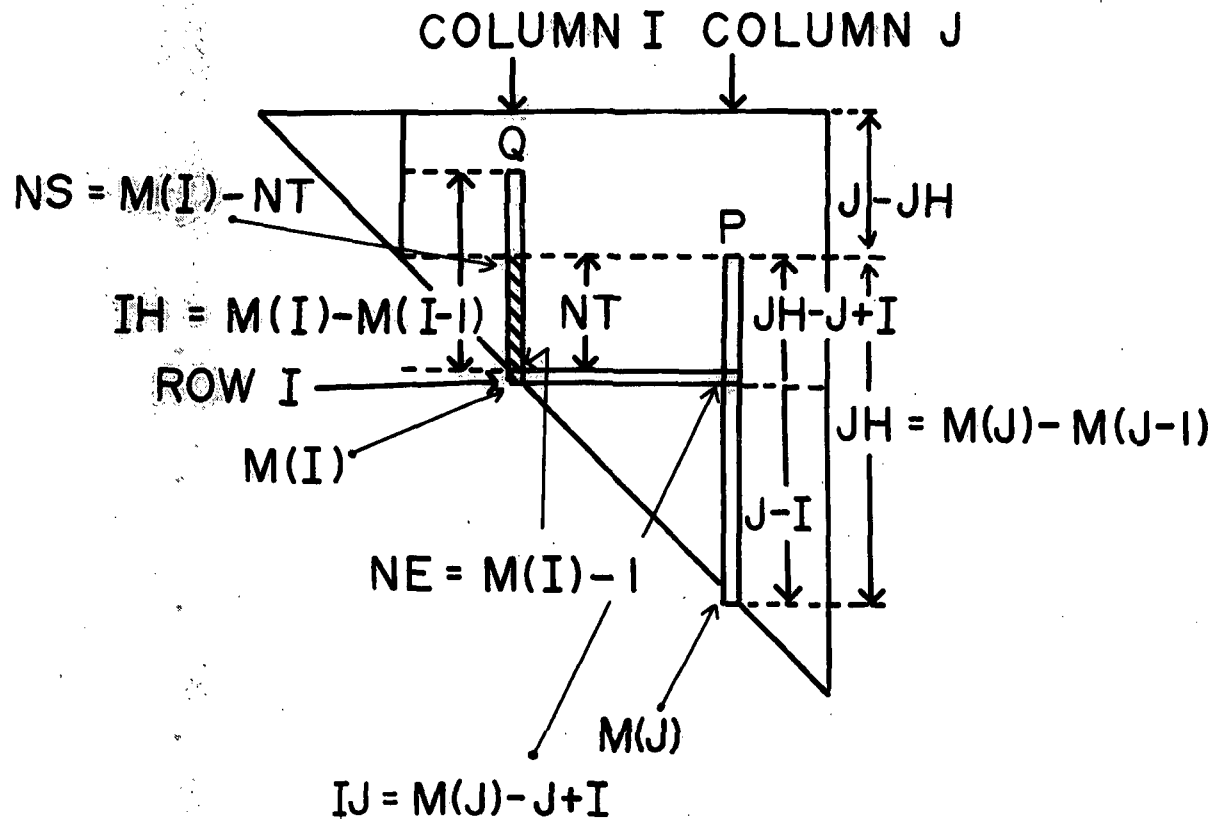 COLUMN I COLUMN J
Q
NS = M(I)-NT
J-JH
P
IH = M(I)-M(I-1)
NT
JH-J+I
ROW I
JH = M(J)-M(J-1)
M(I)
J-I
NE = M(I)-1
M(J)
IJ = M(J)-J+I